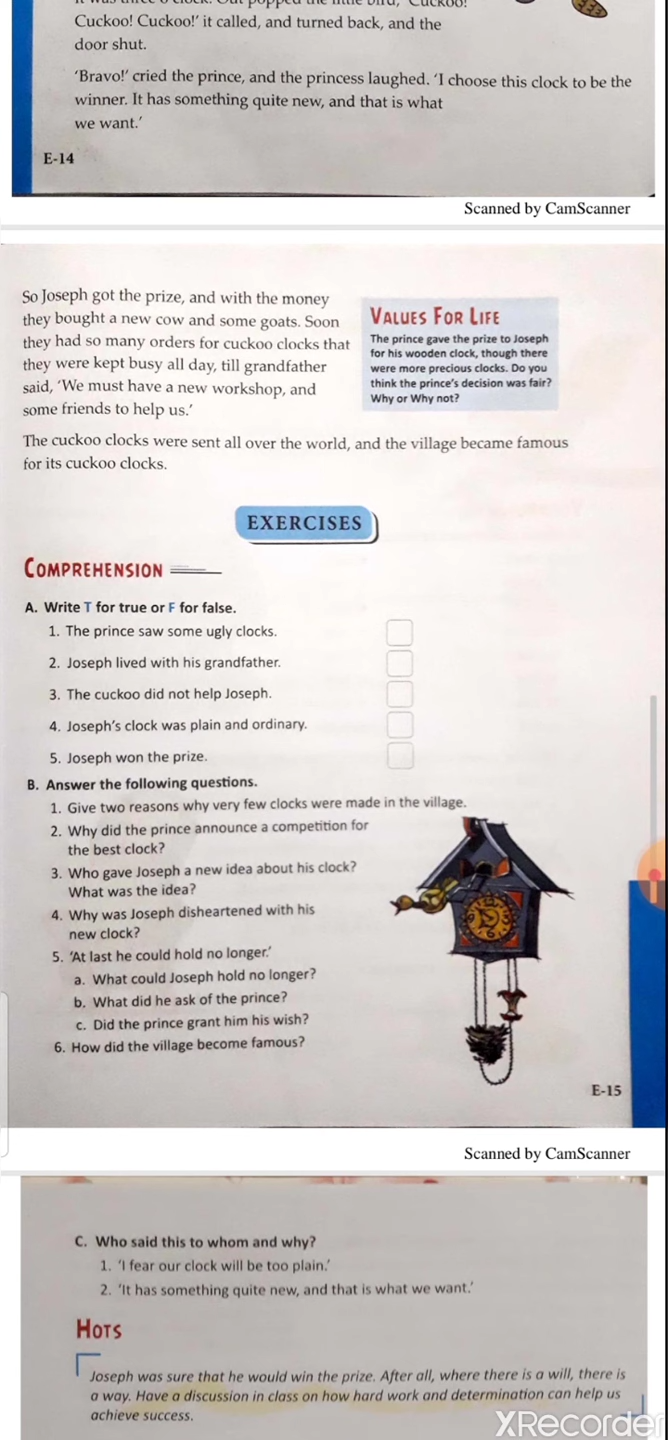 Cuckoo! Cuckoo!' it called, and turned back, and the
door shut.
'Bravo!' cried the prince, and the princess laughed. 'I choose this clock to be the
winner. It has something quite new, and that is what
we want.'
E-14
Scanned by CamScanner
So Joseph got the prize, and with the money
they bought a new cow and some goats. Soon
they had so many orders for cuckoo clocks that
they were kept busy all day, till grandfather
said, 'We must have a new workshop, and
some friends to help us.'
VALUES FOR LIFE
The prince gave the prize to Joseph
for his wooden clock, though there
were more precious clocks. Do you
think the prince's decision was fair?
Why or Why not?
The cuckoo clocks were sent all over the world, and the village became famous
for its cuckoo clocks.
EXERCISES
COMPREHENSION
A. Write T for true or F for false.
1. The prince saw some ugly clocks.
2. Joseph lived with his grandfather.
3. The cuckoo did not help Joseph.
4. Joseph's clock was plain and ordinary.
5. Joseph won the prize.
B. Answer the following questions.
1. Give two reasons why very few clocks were made in the village.
2. Why did the prince announce a competition for
the best clock?
3. Who gave Joseph a new idea about his clock?
What was the idea?
4. Why was Joseph disheartened with his
new clock?
5. 'At last he could hold no longer.'
a. What could Joseph hold no longer?
b. What did he ask of the prince?
c. Did the prince grant him his wish?
6. How did the village become famous?
E-15
Scanned by CamScanner
C. Who said this to whom and why?
1. 'I fear our clock will be too plain.'
2. 'It has something quite new, and that is what we want.'
HOTS
Joseph was sure that he would win the prize. After all, where there is a will, there is
a way. Have a discussion in class on how hard work and determination can help us
achieve success.
XRecorder